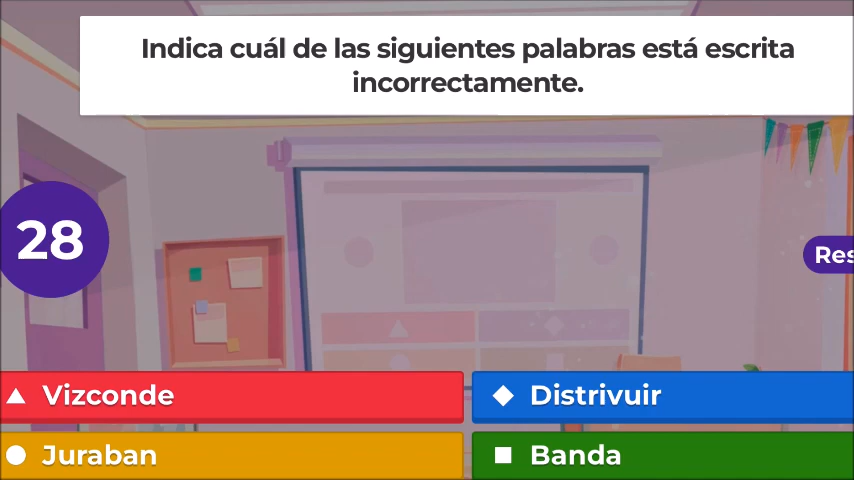 Indica cuál de las siguientes palabras está escrita
incorrectamente.
28
Res
Vizconde
Distrivuir
Juraban
Banda